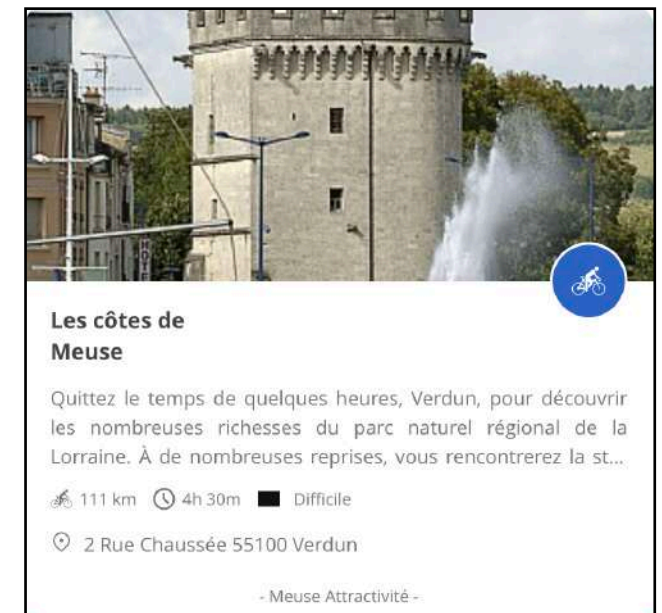 HOTE
Les côtes de
Meuse
Quittez le temps de quelques heures, Verdun, pour découvrir
les nombreuses richesses du parc naturel régional de la
Lorraine. À de nombreuses reprises, vous rencontrerez la st...
111 km 4h 30m Difficile
2 Rue Chaussée 55100 Verdun
- Meuse Attractivité -